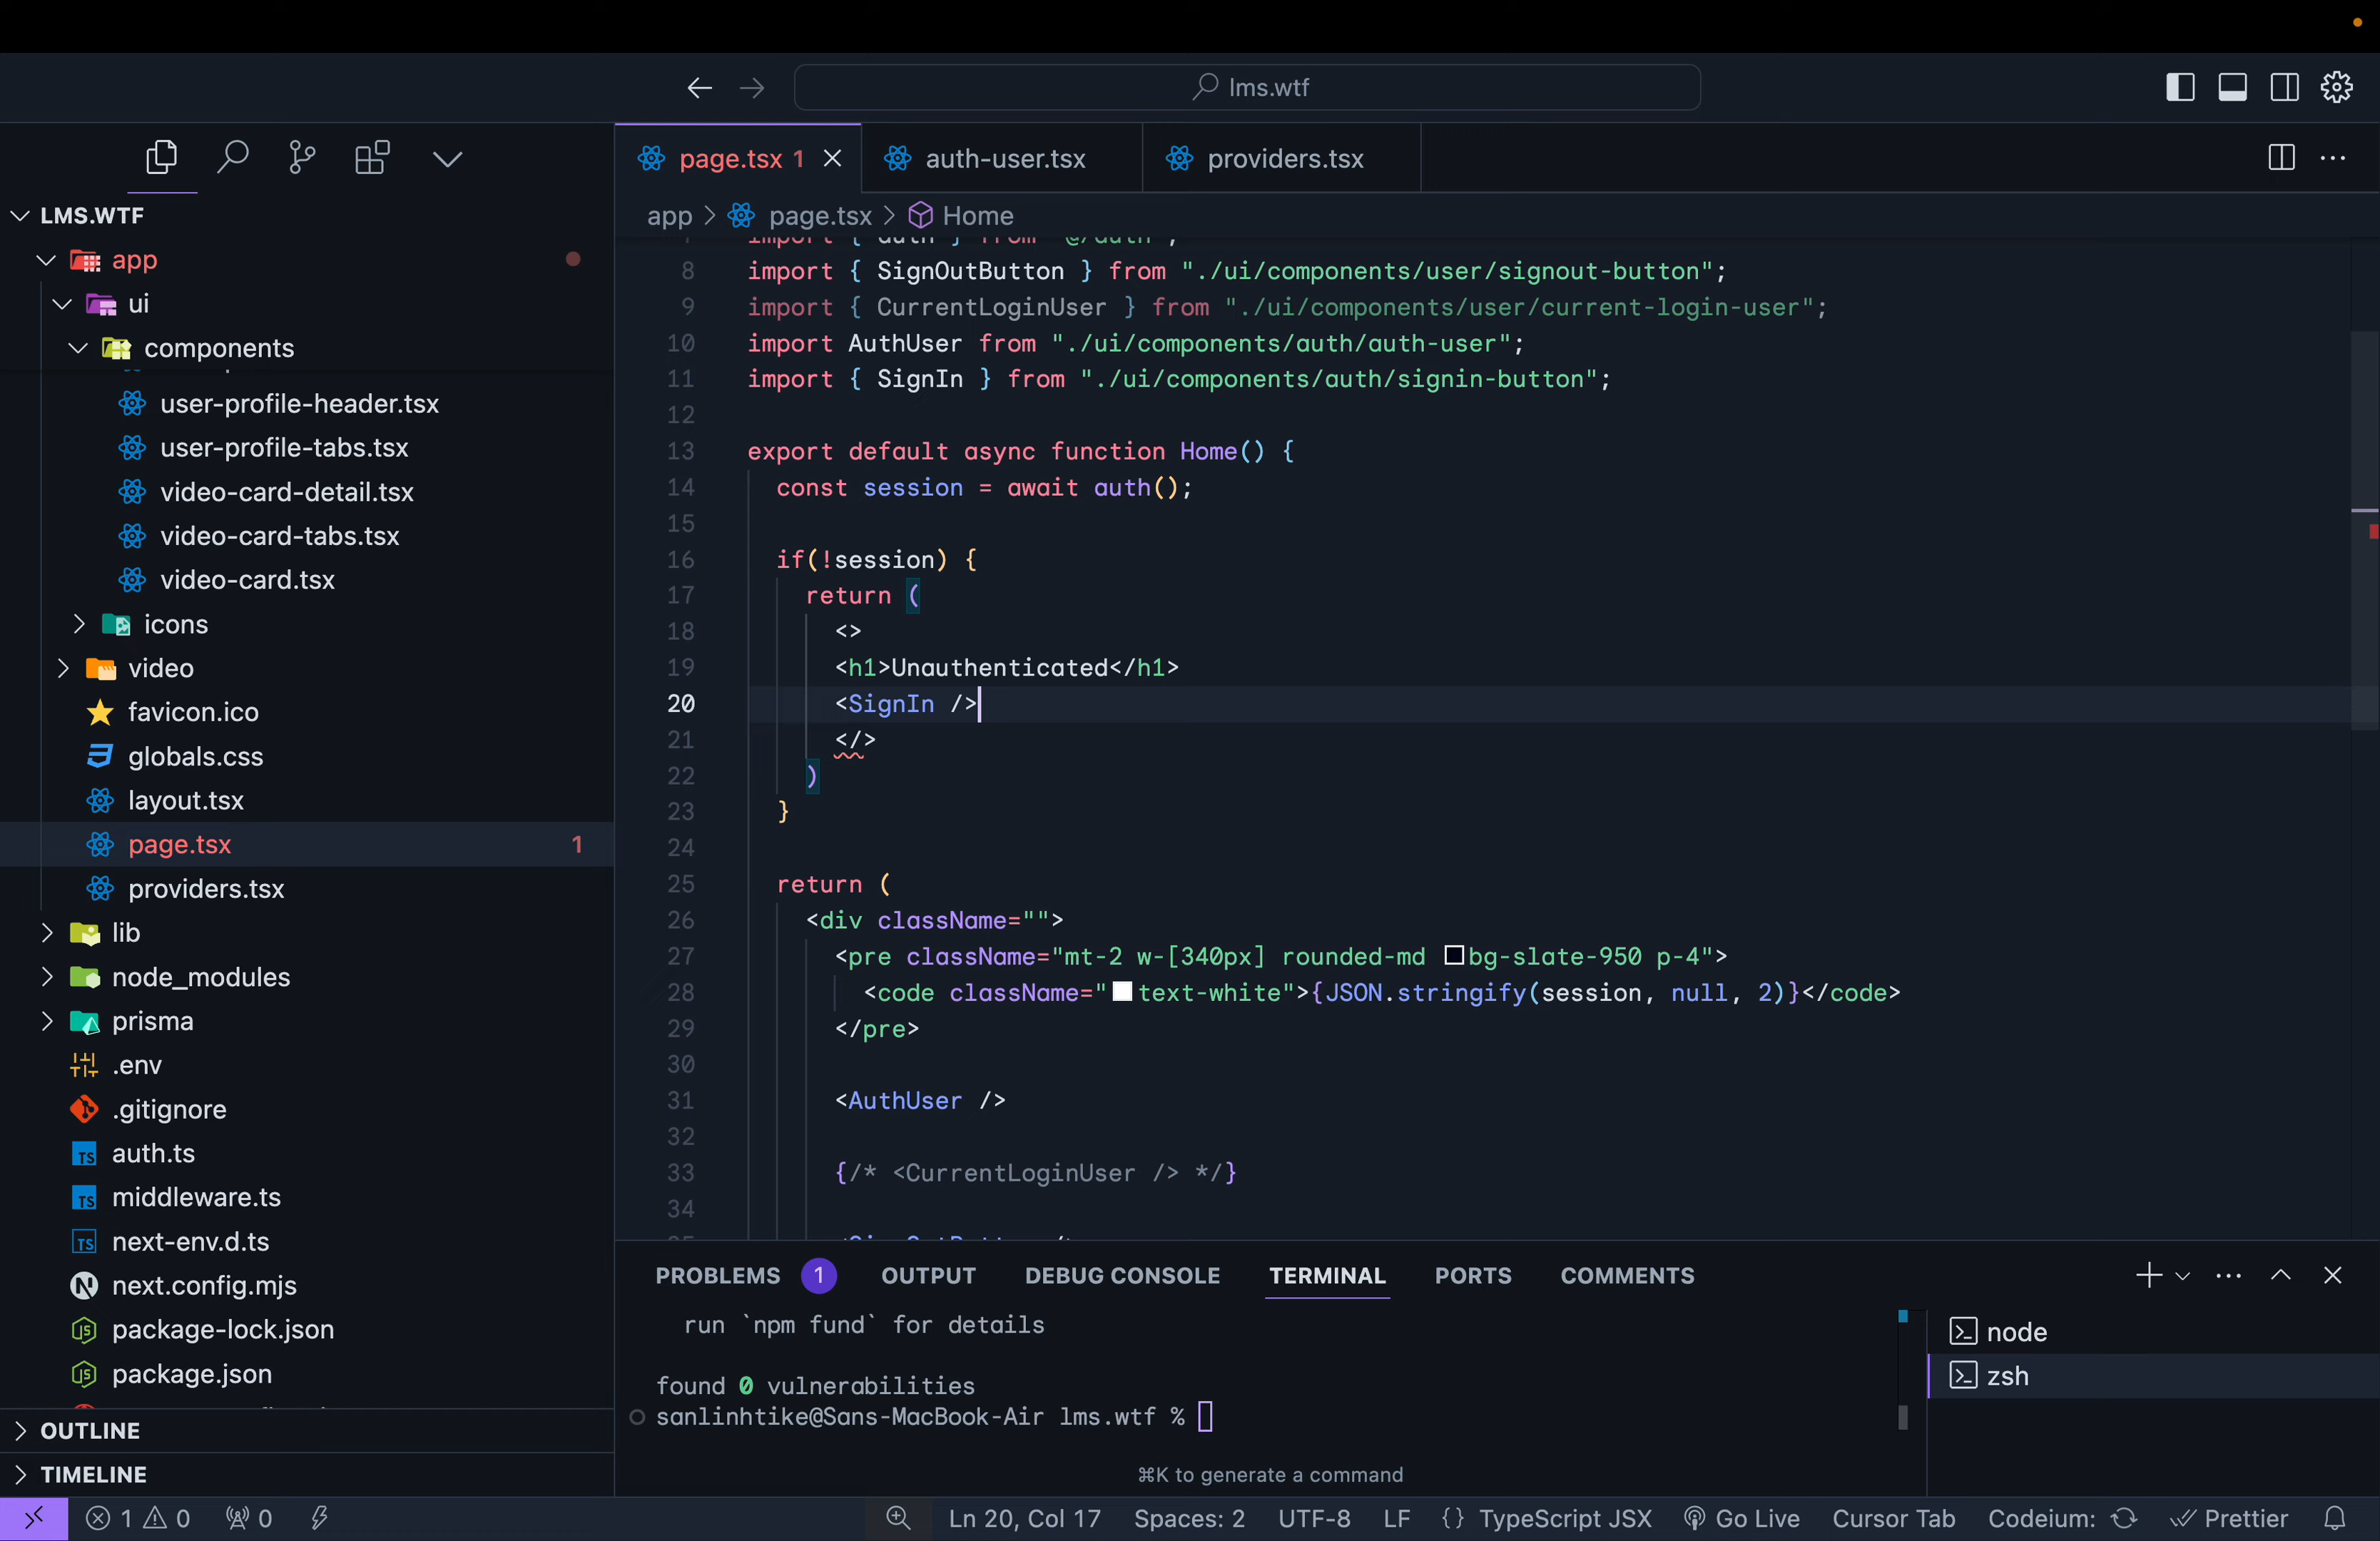 lms.wtf
page.tsx 1
auth-user.tsx
providers.tsx
LMS.WTF
app
ui
components
user-profile-header.tsx
user-profile-tabs.tsx
video-card-detail.tsx
video-card-tabs.tsx
video-card.tsx
icons
video
favicon.ico
globals.css
layout.tsx
page.tsx 1
providers.tsx
lib
node_modules
prisma
.env
.gitignore
auth.ts
middleware.ts
next-env.d.ts
next.config.mjs
package-lock.json
package.json
OUTLINE
TIMELINE
app > page.tsx > Home
import { auth } from "@/auth";
8 import { SignOutButton } from "./ui/components/user/signout-button";
9 import { CurrentLoginUser } from "./ui/components/user/current-login-user";
10 import AuthUser from "./ui/components/auth/auth-user";
11 import { SignIn } from "./ui/components/auth/signin-button";
12
13 export default async function Home() {
14 const session = await auth();
15
16 if(!session) {
17 return (
18 <>
19 <h1>Unauthenticated</h1>
20 <SignIn />
21 </>
22 )
23 }
24
25 return (
26 <div className="">
27 <pre className="mt-2 w-[340px] rounded-md bg-slate-950 p-4">
28 <code className="text-white">{JSON.stringify(session, null, 2)}</code>
29 </pre>
30
31 <AuthUser />
32
33 {/* <CurrentLoginUser /> */}
34
PROBLEMS 1 OUTPUT DEBUG CONSOLE TERMINAL PORTS COMMENTS
run `npm fund` for details
found 0 vulnerabilities
sanlinhtike@Sans-MacBook-Air lms.wtf %
⌘K to generate a command
node
zsh
1 0 0 Ln 20, Col 17 Spaces: 2 UTF-8 LF {} TypeScript JSX Go Live Cursor Tab Codeium: Prettier